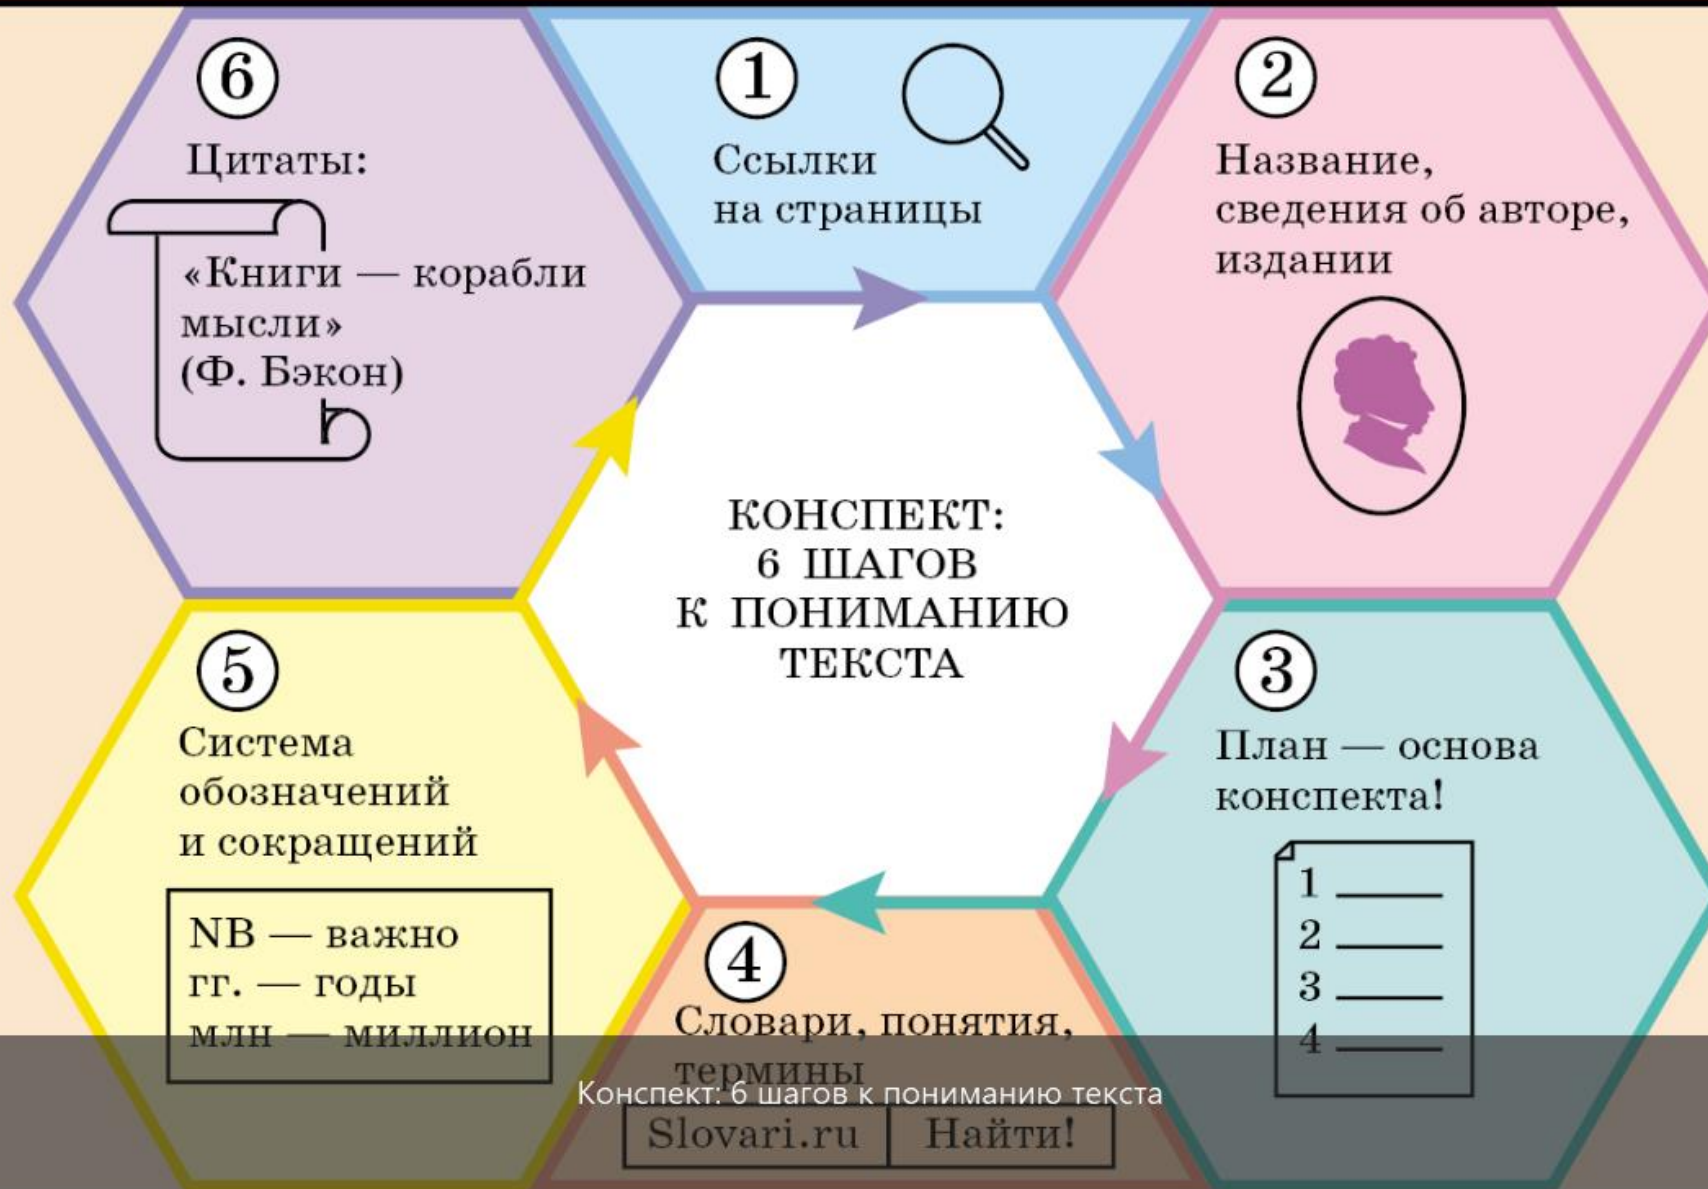 6
Цитаты:
«Книги — корабли
мысли»
(Ф. Бэкон)
1
Ссылки
на страницы
2
Название,
сведения об авторе,
издании
КОНСПЕКТ:
6 ШАГОВ
К ПОНИМАНИЮ
ТЕКСТА
3
План — основа
конспекта!
1
2
3
4
4
Словари, понятия,
термины
Slovari.ru
Найти!
5
Система
обозначений
и сокращений
NB — важно
гг. — годы
млн — миллион
Конспект: 6 шагов к пониманию текста